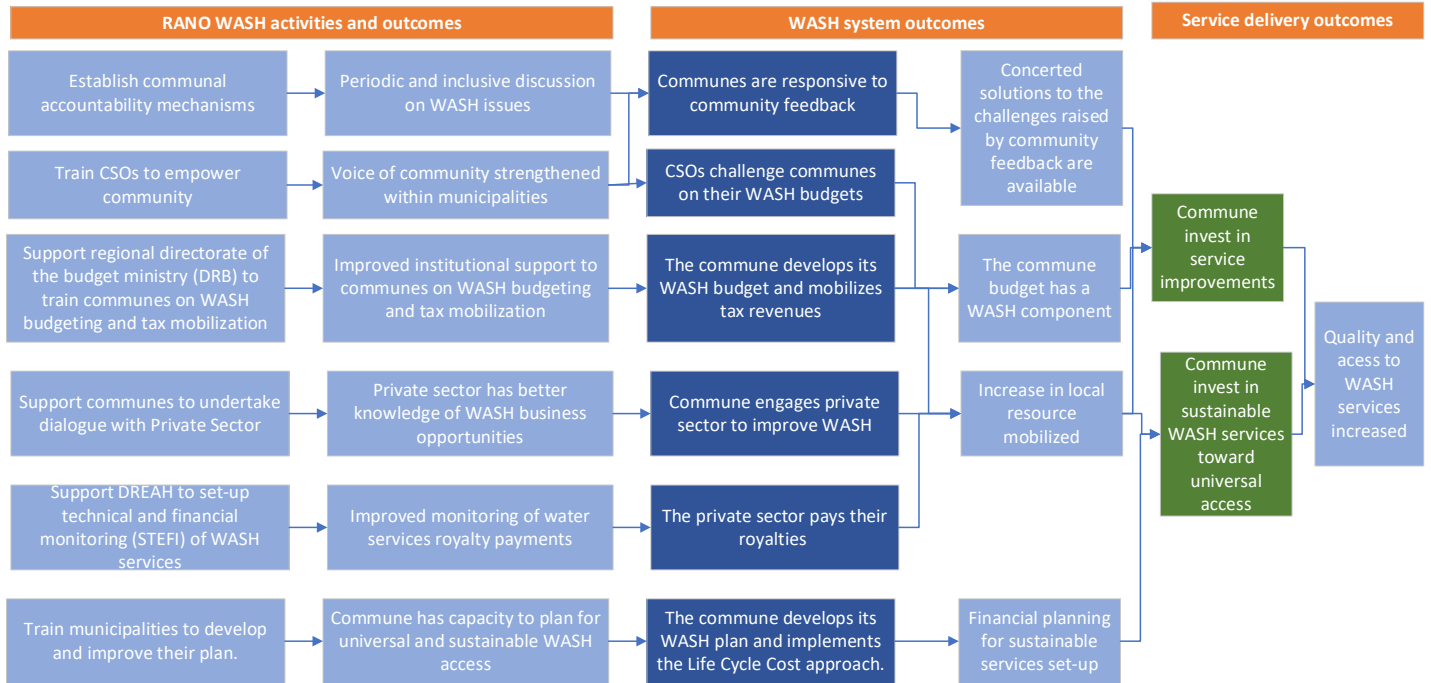 RANO WASH activities and outcomes
WASH system outcomes
Service delivery outcomes
Establish communal
accountability mechanisms
Periodic and inclusive discussion
on WASH issues
Communes are responsive to
community feedback
Concerted
solutions to the
challenges raised
by community
feedback are
available
Train CSOs to empower
community
Voice of community strengthened
within municipalities
CSOs challenge communes
on their WASH budgets
Support regional directorate of
the budget ministry (DRB) to
train communes on WASH
budgeting and tax mobilization
Improved institutional support to
communes on WASH budgeting
and tax mobilization
The commune develops its
WASH budget and mobilizes
tax revenues
The commune
budget has a
WASH component
Commune
invest in
service
improvements
Support communes to undertake
dialogue with Private Sector
Private sector has better
knowledge of WASH business
opportunities
Commune engages private
sector to improve WASH
Increase in local
resource
mobilized
Commune
invest in
sustainable
WASH services
toward
universal
access
Quality and
acess to
WASH
services
increased
Support DREAH to set-up
technical and financial
monitoring (STEFI) of WASH
services
Improved monitoring of water
services royalty payments
The private sector pays their
royalties
Train municipalities to develop
and improve their plan.
Commune has capacity to plan for
universal and sustainable WASH
access
The commune develops its
WASH plan and implements
the Life Cycle Cost approach.
Financial planning
for sustainable
services set-up